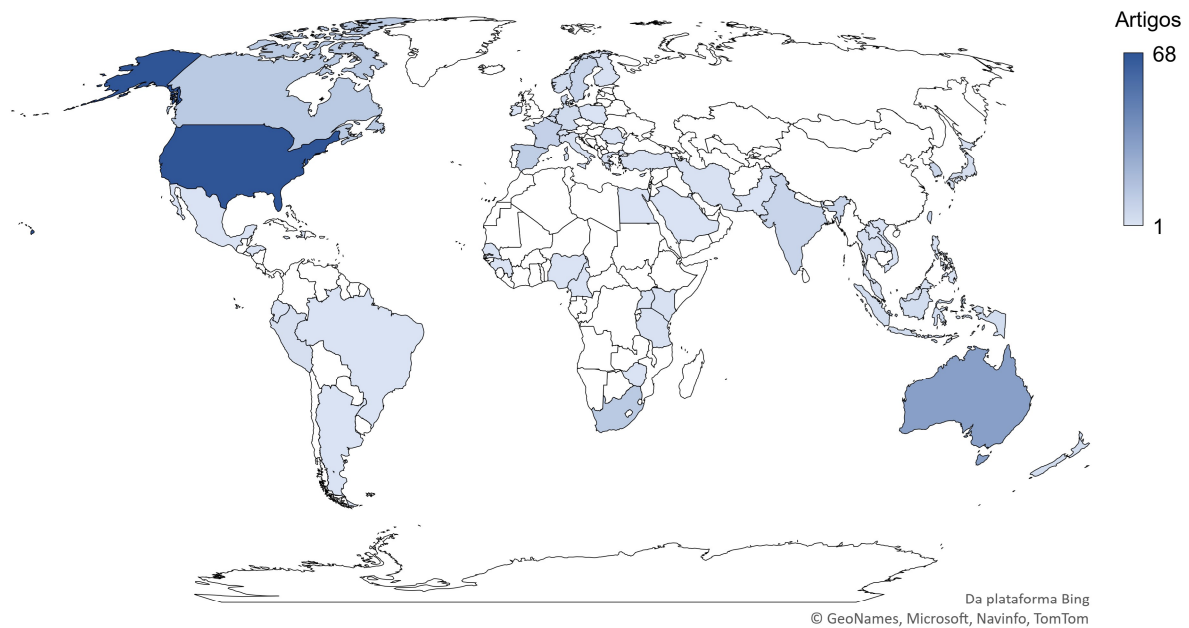 Artigos
68
1
Da plataforma Bing
© GeoNames, Microsoft, Navinfo, TomTom